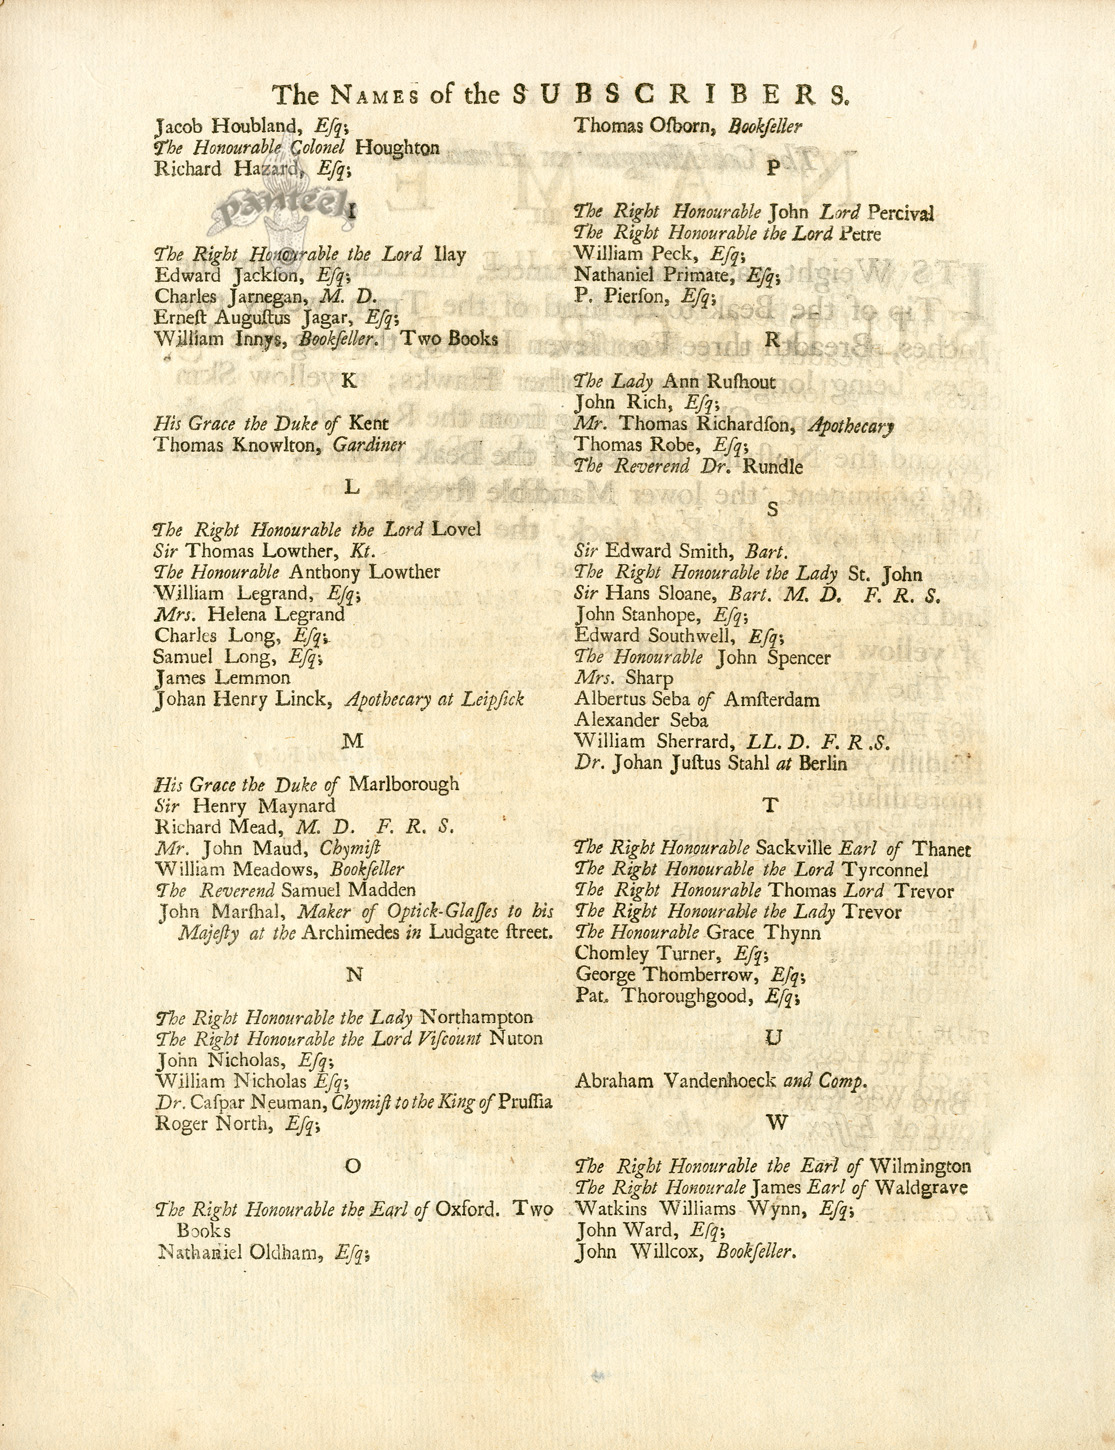 The NAMES of the SUBSCRIBERS.
Jacob Houbland, Eſq;
The Honourable Colonel Houghton
Richard Hazard, Eſq;
panteek
I
©
The Right Honourable the Lord Ilay
Edward Jackſon, Eſq;
Charles Jarnegan, M. D.
Erneſt Auguſtus Jagar, Eſq;
William Innys, Bookſeller. Two Books
K
His Grace the Duke of Kent
Thomas Knowlton, Gardiner
L
The Right Honourable the Lord Lovel
Sir Thomas Lowther, Kt.
The Honourable Anthony Lowther
William Legrand, Eſq;
Mrs. Helena Legrand
Charles Long, Eſq;
Samuel Long, Eſq;
James Lemmon
Johan Henry Linck, Apothecary at Leipſick
M
His Grace the Duke of Marlborough
Sir Henry Maynard
Richard Mead, M. D. F. R. S.
Mr. John Maud, Chymiſt
William Meadows, Bookſeller
The Reverend Samuel Madden
John Marſhal, Maker of Optick-Glaſſes to his
Majeſty at the Archimedes in Ludgate ſtreet.
N
The Right Honourable the Lady Northampton
The Right Honourable the Lord Viſcount Nuton
John Nicholas, Eſq;
William Nicholas Eſq;
Dr. Caſpar Neuman, Chymiſt to the King of Pruſſia
Roger North, Eſq;
O
The Right Honourable the Earl of Oxford. Two
Books
Nathaniel Oldham, Eſq;
Thomas Oſborn, Bookſeller
P
The Right Honourable John Lord Percival
The Right Honourable the Lord Petre
William Peck, Eſq;
Nathaniel Primate, Eſq;
P. Pierſon, Eſq;
R
The Lady Ann Ruſhout
John Rich, Eſq;
Mr. Thomas Richardſon, Apothecary
Thomas Robe, Eſq;
The Reverend Dr. Rundle
S
Sir Edward Smith, Bart.
The Right Honourable the Lady St. John
Sir Hans Sloane, Bart. M. D. F. R. S.
John Stanhope, Eſq;
Edward Southwell, Eſq;
The Honourable John Spencer
Mrs. Sharp
Albertus Seba of Amſterdam
Alexander Seba
William Sherrard, LL. D. F. R .S.
Dr. Johan Juſtus Stahl at Berlin
T
The Right Honourable Sackville Earl of Thanet
The Right Honourable the Lord Tyrconnel
The Right Honourable Thomas Lord Trevor
The Right Honourable the Lady Trevor
The Honourable Grace Thynn
Chomley Turner, Eſq;
George Thomberrow, Eſq;
Pat. Thoroughgood, Eſq;
U
Abraham Vandenhoeck and Comp.
W
The Right Honourable the Earl of Wilmington
The Right Honourale James Earl of Waldgrave
Watkins Williams Wynn, Eſq;
John Ward, Eſq;
John Willcox, Bookſeller.